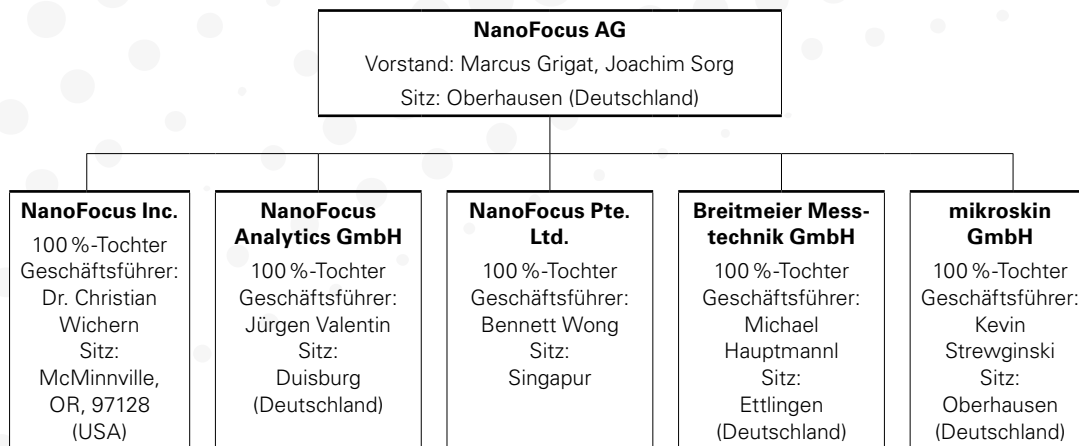 NanoFocus AG
Vorstand: Marcus Grigat, Joachim Sorg
Sitz: Oberhausen (Deutschland)
NanoFocus Inc.
100 %-Tochter
Geschäftsführer:
Dr. Christian
Wichern
Sitz:
McMinnville,
OR, 97128
(USA)
NanoFocus
Analytics GmbH
100 %-Tochter
Geschäftsführer:
Jürgen Valentin
Sitz:
Duisburg
(Deutschland)
NanoFocus Pte.
Ltd.
100 %-Tochter
Geschäftsführer:
Bennett Wong
Sitz:
Singapur
Breitmeier Mess-
technik GmbH
100 %-Tochter
Geschäftsführer:
Michael
Hauptmannl
Sitz:
Ettlingen
(Deutschland)
mikroskin
GmbH
100 %-Tochter
Geschäftsführer:
Kevin
Strewginski
Sitz:
Oberhausen
(Deutschland)